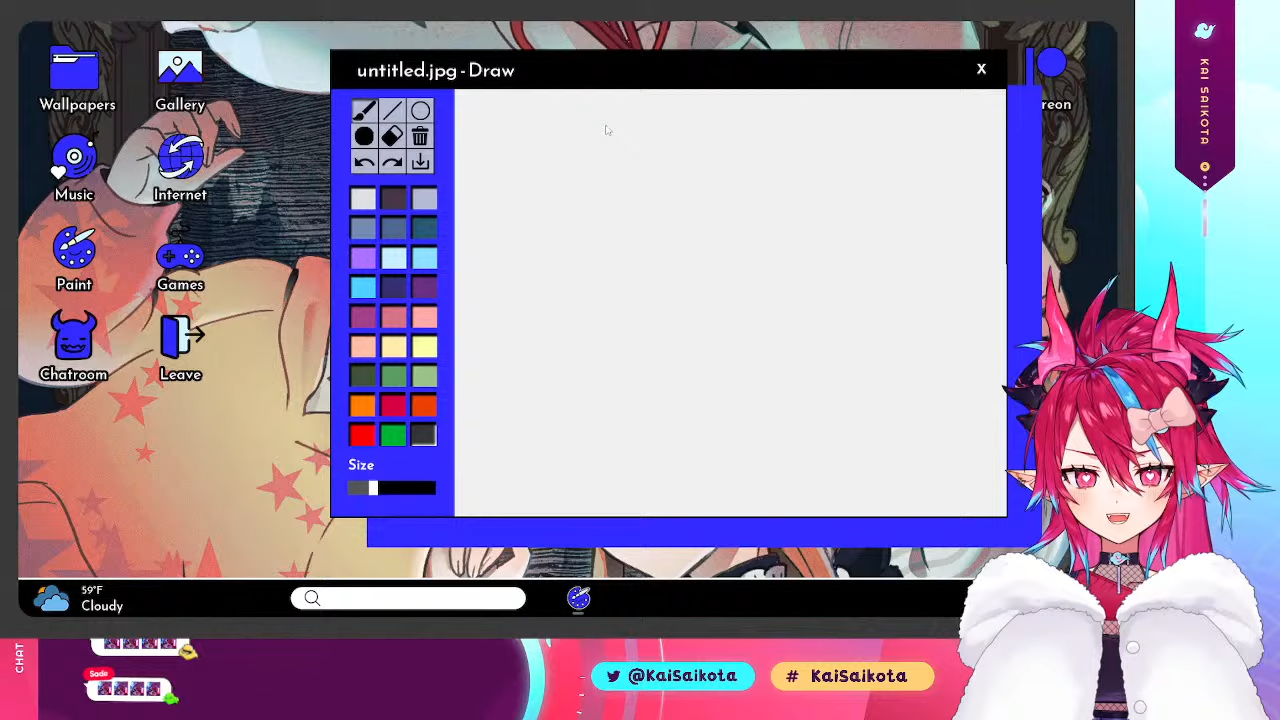 untitled.jpg - Draw
X
Wallpapers
Gallery
reon
Music
Internet
Paint
Games
Chatroom
Leave
Size
59°F
Cloudy
KAI SAIKOTA
CHAT
Sade
@KaiSaikota
# KaiSaikota